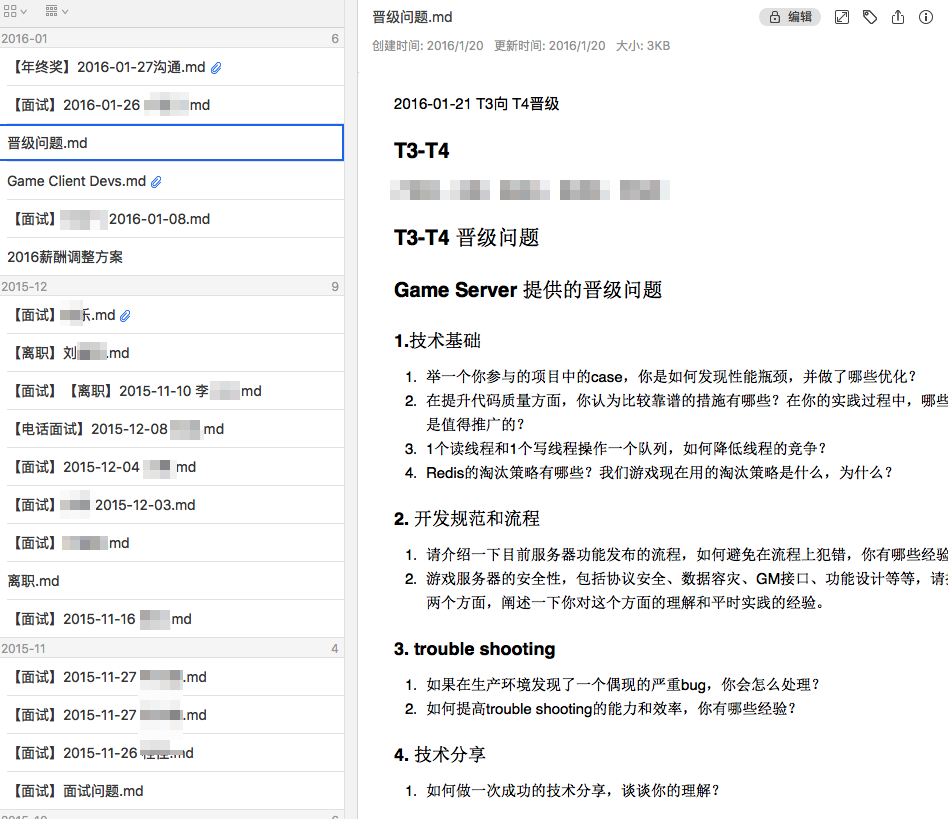 2016-01 6
【年终奖】2016-01-27沟通.md
【面试】2016-01-26 md
晋级问题.md
Game Client Devs.md
【面试】 2016-01-08.md
2016薪酬调整方案
2015-12 9
【面试】 乐.md
【离职】刘 .md
【面试】【离职】2015-11-10 李 md
【电话面试】2015-12-08 md
【面试】2015-12-04 md
【面试】 2015-12-03.md
【面试】 md
离职.md
【面试】2015-11-16 md
2015-11 4
【面试】2015-11-27 .md
【面试】2015-11-27 .md
【面试】2015-11-26 .md
【面试】面试问题.md
晋级问题.md
编辑
创建时间: 2016/1/20 更新时间: 2016/1/20 大小: 3KB
2016-01-21 T3向 T4晋级
T3-T4
T3-T4 晋级问题
Game Server 提供的晋级问题
1.技术基础
1. 举一个你参与的项目中的case，你是如何发现性能瓶颈，并做了哪些优化？
2. 在提升代码质量方面，你认为比较靠谱的措施有哪些？在你的实践过程中，哪些
是值得推广的？
3. 1个读线程和1个写线程操作一个队列，如何降低线程的竞争？
4. Redis的淘汰策略有哪些？我们游戏现在用的淘汰策略是什么，为什么？
2. 开发规范和流程
1. 请介绍一下目前服务器功能发布的流程，如何避免在流程上犯错，你有哪些经验
2. 游戏服务器的安全性，包括协议安全、数据容灾、GM接口、功能设计等等，请
两个方面，阐述一下你对这个方面的理解和平时实践的经验。
3. trouble shooting
1. 如果在生产环境发现了一个偶现的严重bug，你会怎么处理？
2. 如何提高trouble shooting的能力和效率，你有哪些经验？
4. 技术分享
1. 如何做一次成功的技术分享，谈谈你的理解？